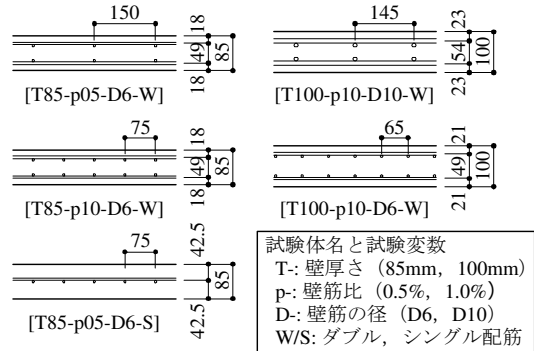 150
18
49
85
18
[T85-p05-D6-W]
145
23
54
100
23
[T100-p10-D10-W]
75
18
49
85
18
[T85-p10-D6-W]
65
21
49
100
21
[T100-p10-D6-W]
75
42.5
85
42.5
[T85-p05-D6-S]
試験体名と試験変数
T-: 壁厚さ（85mm，100mm）
p-: 壁筋比（0.5%，1.0%）
D-: 壁筋の径（D6，D10）
W/S: ダブル，シングル配筋